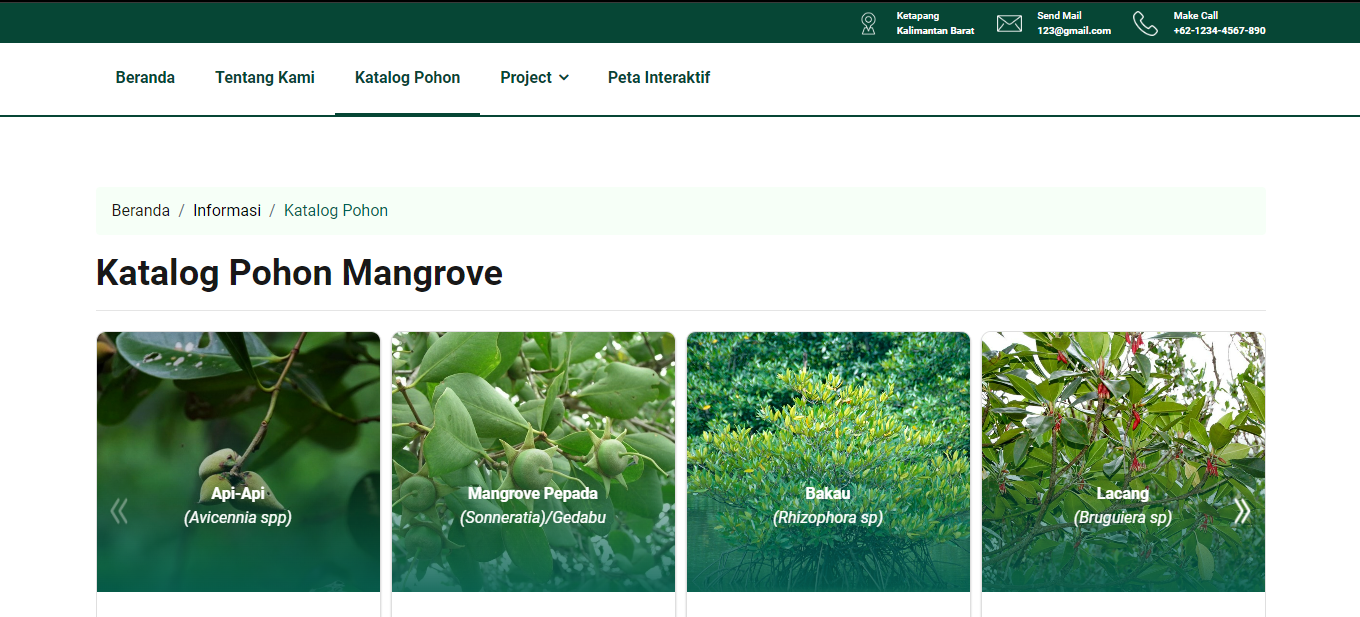 Ketapang
Kalimantan Barat
Send Mail
123@gmail.com
Make Call
+62-1234-4567-890
Beranda
Tentang Kami
Katalog Pohon
Project
Peta Interaktif
Beranda / Informasi / Katalog Pohon
Katalog Pohon Mangrove
Api-Api
(Avicennia spp)
Mangrove Pepada
(Sonneratia)/Gedabu
Bakau
(Rhizophora sp)
Lacang
(Bruguiera sp)